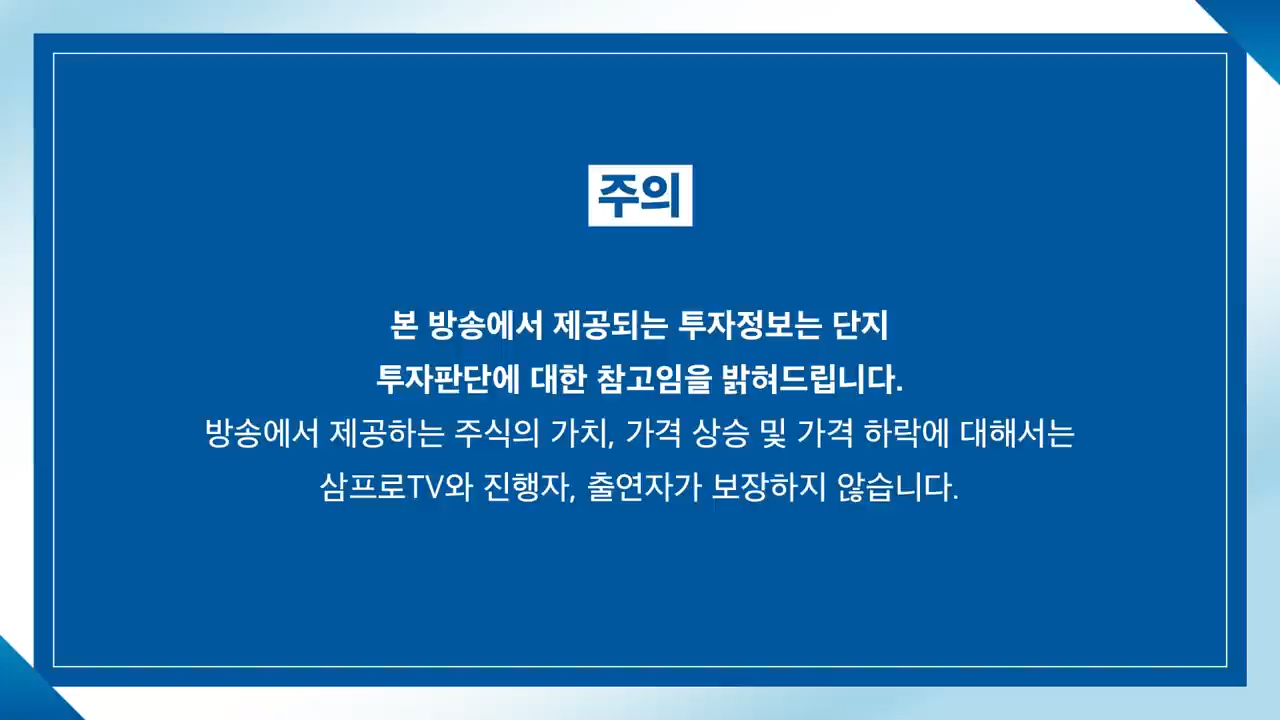 주의
본 방송에서 제공되는 투자정보는 단지
투자판단에 대한 참고임을 밝혀드립니다.
방송에서 제공하는 주식의 가치, 가격 상승 및 가격 하락에 대해서는
삼프로TV와 진행자, 출연자가 보장하지 않습니다.